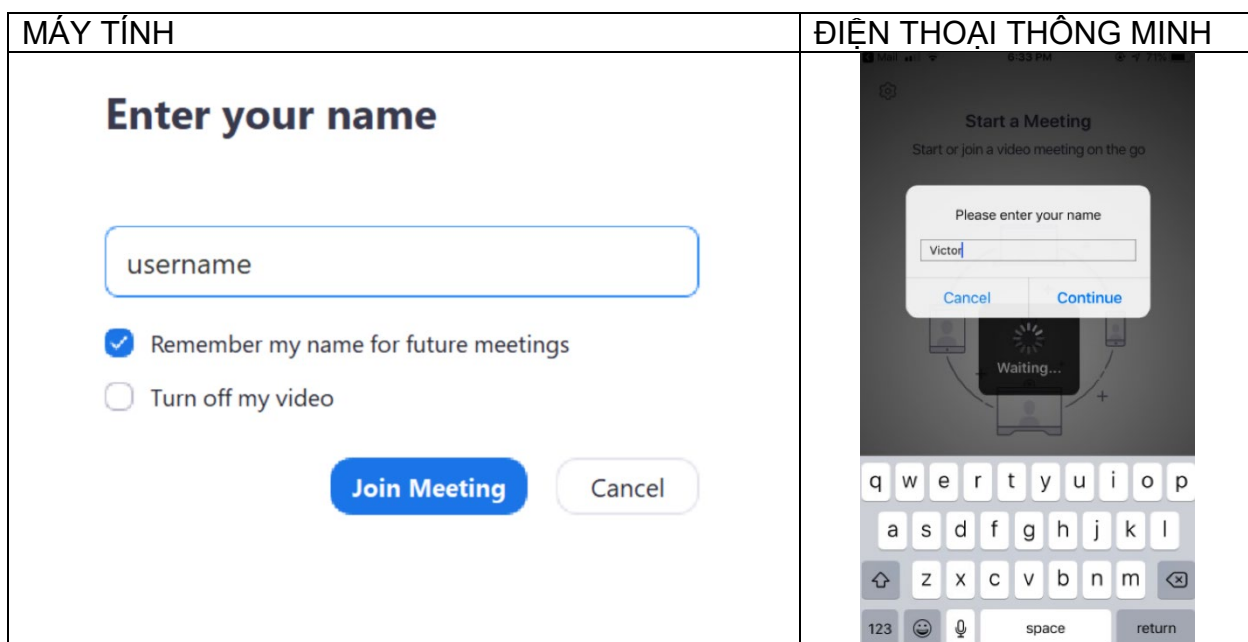 MÁY TÍNH
ĐIỆN THOẠI THÔNG MINH
Enter your name
username
Remember my name for future meetings
Turn off my video
Join Meeting Cancel
Mail 6:33 PM 71%
Start a Meeting
Start or join a video meeting on the go
Please enter your name
Victor
Cancel Continue
Waiting...
q w e r t y u i o p
a s d f g h j k l
z x c v b n m
123 space return